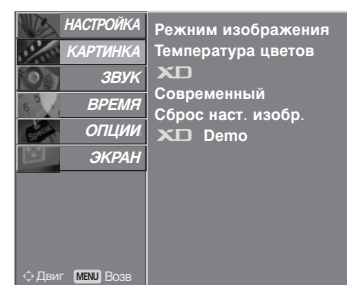 НАСТРОЙКА
КАРТИНКА
ЗВУК
ВРЕМЯ
ОПЦИИ
ЭКРАН
Режним изображения
Температура цветов
XD
Современный
Сброс наст. изобр.
XD Demo
Двиг MENU Возв